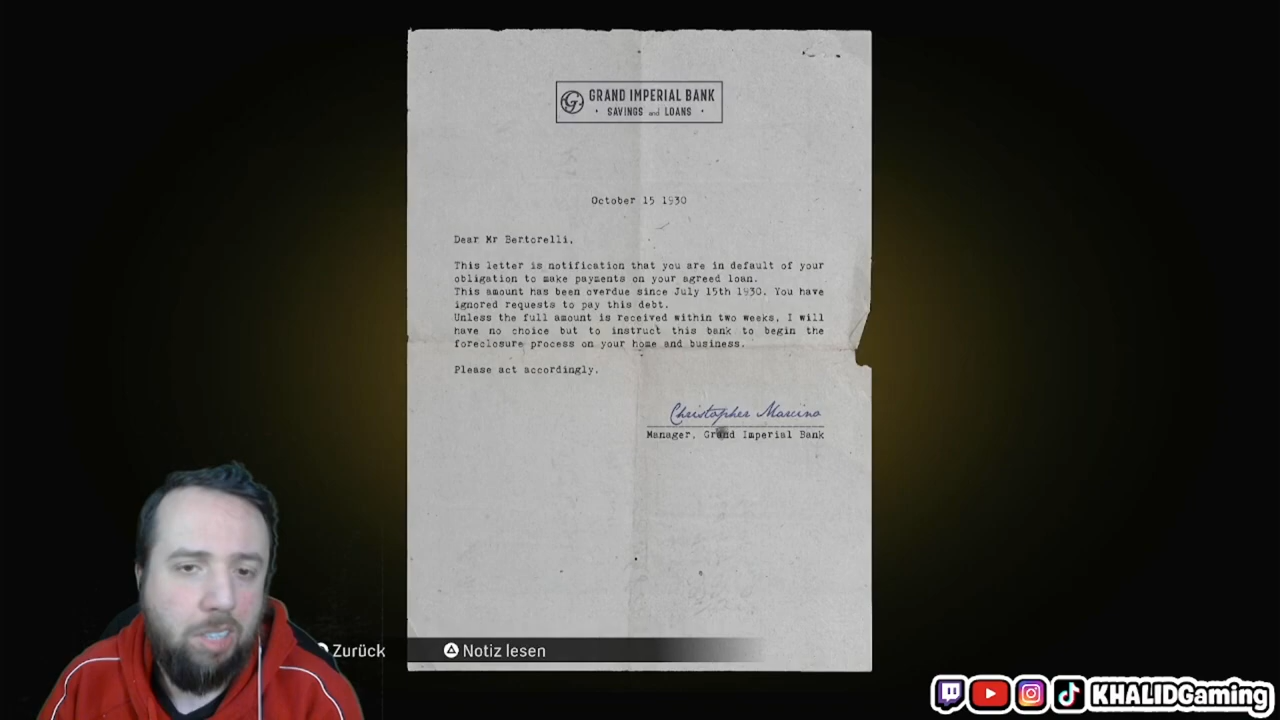 GRAND IMPERIAL BANK
· SAVINGS and LOANS ·
October 15 1930
Dear Mr Bertorelli,
This letter is notification that you are in default of your
obligation to make payments on your agreed loan.
This amount has been overdue since July 15th 1930. You have
ignored requests to pay this debt.
Unless the full amount is received within two weeks, I will
have no choice but to instruct this bank to begin the
foreclosure process on your home and business.
Please act accordingly.
Christopher Marcino
Manager, Grand Imperial Bank
Zurück
Notiz lesen
KHALIDGaming